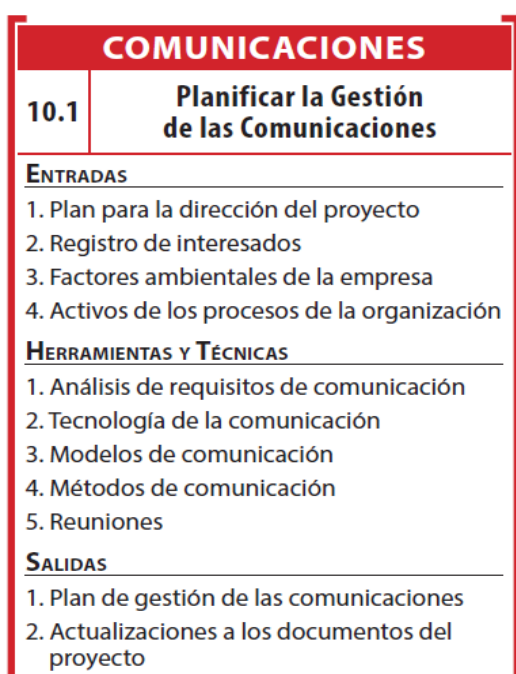 COMUNICACIONES
10.1
Planificar la Gestión
de las Comunicaciones
ENTRADAS
1. Plan para la dirección del proyecto
2. Registro de interesados
3. Factores ambientales de la empresa
4. Activos de los procesos de la organización
HERRAMIENTAS Y TÉCNICAS
1. Análisis de requisitos de comunicación
2. Tecnología de la comunicación
3. Modelos de comunicación
4. Métodos de comunicación
5. Reuniones
SALIDAS
1. Plan de gestión de las comunicaciones
2. Actualizaciones a los documentos del
proyecto